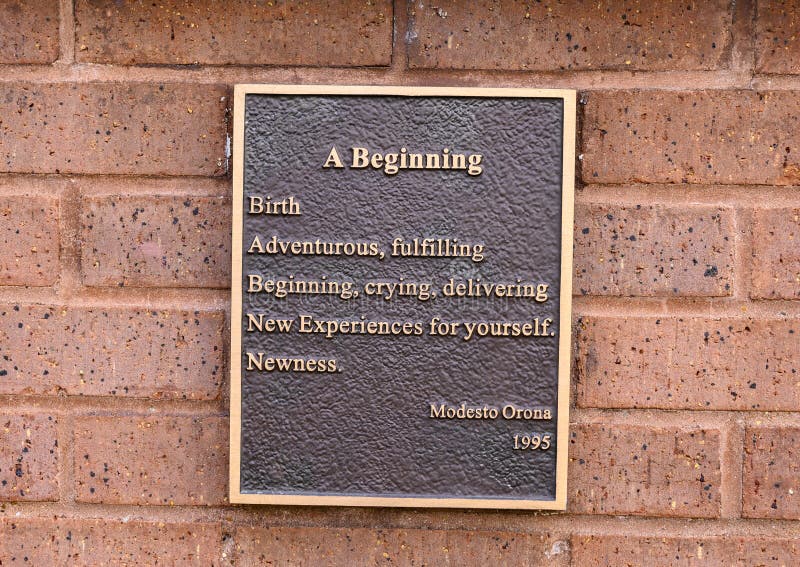 A Beginning
Birth
Adventurous, fulfilling
Beginning, crying, delivering
New Experiences for yourself.
Newness.
Modesto Orona
1995